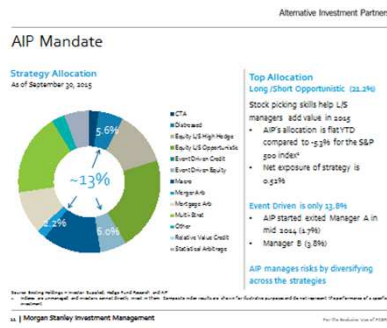 Alternative Investment Partners
AIP Mandate
Strategy Allocation
As of September 30, 2015
5.6%
~13%
2.2%
6.0%
CTA
Distressed
Equity L/S High Hedge
Equity L/S Opportunistic
Event Driven Credit
Event Driven Equity
Macro
Merger Arb
Mortgage Arb
Multi-Strat
Other
Relative Value Credit
Statistical Arbitrage
Top Allocation
Long /Short Opportunistic (22.2%)
Stock picking skills help L/S
managers add value in 2015
• AIP's allocation is flat YTD
compared to -5.3% for the S&P
500 index¹
• Net exposure of strategy is
0.52%
Event Driven is only 13.8%
• AIP started exited Manager A in
mid 2014 (1.7%)
• Manager B (3.8%)
AIP manages risks by diversifying
across the strategies
Morgan Stanley Investment Management